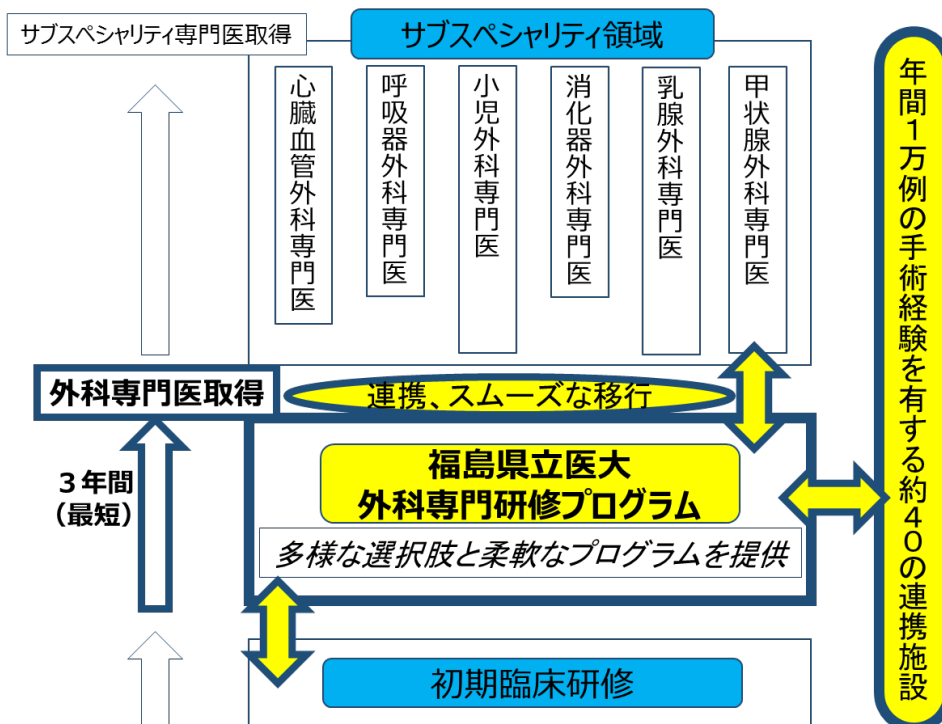 サブスペシャリティ専門医取得
サブスペシャリティ領域
心臓血管外科専門医
呼吸器外科専門医
小児外科専門医
消化器外科専門医
乳腺外科専門医
甲状腺外科専門医
年間1万例の手術経験を有する約40の連携施設
外科専門医取得
連携、スムーズな移行
3年間
(最短)
福島県立医大
外科専門研修プログラム
多様な選択肢と柔軟なプログラムを提供
初期臨床研修